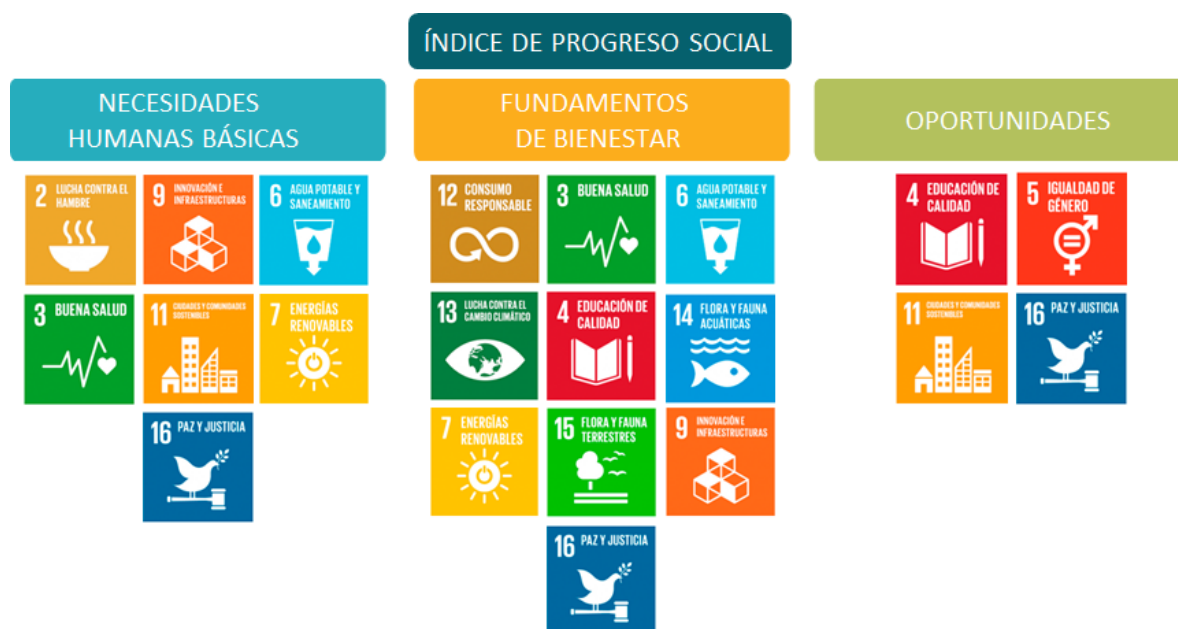 ÍNDICE DE PROGRESO SOCIAL
NECESIDADES
HUMANAS BÁSICAS
2 LUCHA CONTRA EL
HAMBRE
9 INNOVACIÓN E
INFRAESTRUCTURAS
6 AGUA POTABLE Y
SANEAMIENTO
3 BUENA SALUD
11 CIUDADES Y COMUNIDADES
SOSTENIBLES
7 ENERGÍAS
RENOVABLES
16 PAZ Y JUSTICIA
FUNDAMENTOS
DE BIENESTAR
12 CONSUMO
RESPONSABLE
3 BUENA SALUD
6 AGUA POTABLE Y
SANEAMIENTO
13 LUCHA CONTRA EL
CAMBIO CLIMÁTICO
4 EDUCACIÓN DE
CALIDAD
14 FLORA Y FAUNA
ACUÁTICAS
7 ENERGÍAS
RENOVABLES
15 FLORA Y FAUNA
TERRESTRES
9 INNOVACIÓN E
INFRAESTRUCTURAS
16 PAZ Y JUSTICIA
OPORTUNIDADES
4 EDUCACIÓN DE
CALIDAD
5 IGUALDAD DE
GÉNERO
11 CIUDADES Y COMUNIDADES
SOSTENIBLES
16 PAZ Y JUSTICIA